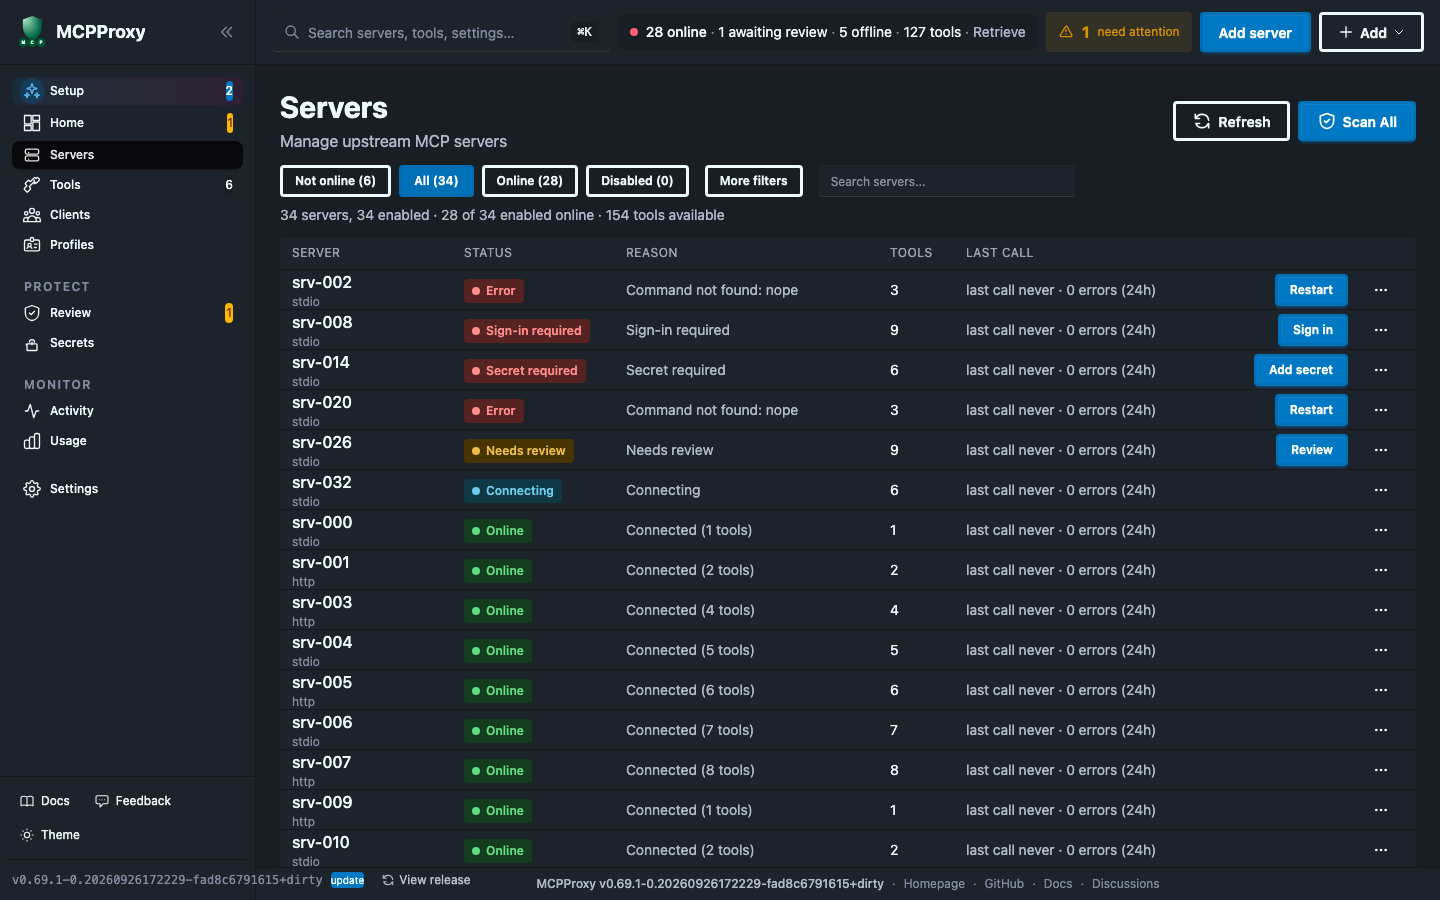 MCP
MCPProxy
Search servers, tools, settings...
⌘K
28 online · 1 awaiting review · 5 offline · 127 tools · Retrieve
1 need attention
Add server
Add
Setup 2
Home 1
Servers
Tools 6
Clients
Profiles
PROTECT
Review 1
Secrets
MONITOR
Activity
Usage
Settings
Docs
Feedback
Theme
v0.69.1-0.20260926172229-fad8c6791615+dirty update
View release
Servers
Manage upstream MCP servers
Refresh
Scan All
Not online (6)
All (34)
Online (28)
Disabled (0)
More filters
Search servers...
34 servers, 34 enabled · 28 of 34 enabled online · 154 tools available
SERVER STATUS REASON TOOLS LAST CALL
srv-002 stdio Error Command not found: nope 3 last call never · 0 errors (24h) Restart ···
srv-008 stdio Sign-in required Sign-in required 9 last call never · 0 errors (24h) Sign in ···
srv-014 stdio Secret required Secret required 6 last call never · 0 errors (24h) Add secret ···
srv-020 stdio Error Command not found: nope 3 last call never · 0 errors (24h) Restart ···
srv-026 stdio Needs review Needs review 9 last call never · 0 errors (24h) Review ···
srv-032 stdio Connecting Connecting 6 last call never · 0 errors (24h) ···
srv-000 stdio Online Connected (1 tools) 1 last call never · 0 errors (24h) ···
srv-001 http Online Connected (2 tools) 2 last call never · 0 errors (24h) ···
srv-003 http Online Connected (4 tools) 4 last call never · 0 errors (24h) ···
srv-004 stdio Online Connected (5 tools) 5 last call never · 0 errors (24h) ···
srv-005 http Online Connected (6 tools) 6 last call never · 0 errors (24h) ···
srv-006 stdio Online Connected (7 tools) 7 last call never · 0 errors (24h) ···
srv-007 http Online Connected (8 tools) 8 last call never · 0 errors (24h) ···
srv-009 http Online Connected (1 tools) 1 last call never · 0 errors (24h) ···
srv-010 stdio Online Connected (2 tools) 2 last call never · 0 errors (24h) ···
MCPProxy v0.69.1-0.20260926172229-fad8c6791615+dirty · Homepage · GitHub · Docs · Discussions